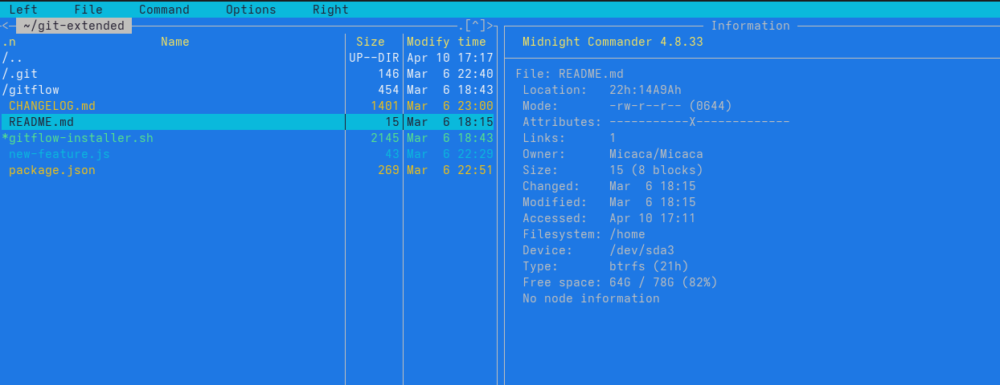 Left File Command Options Right
<─ ~/git-extended ─.[^]>
.n Name Size Modify time
/.. UP--DIR Apr 10 17:17
/.git 146 Mar 6 22:40
/gitflow 454 Mar 6 18:43
CHANGELOG.md 1401 Mar 6 23:00
README.md 15 Mar 6 18:15
*gitflow-installer.sh 2145 Mar 6 18:43
new-feature.js 43 Mar 6 22:29
package.json 269 Mar 6 22:51
Information
Midnight Commander 4.8.33
File: README.md
Location: 22h:14A9Ah
Mode: -rw-r--r-- (0644)
Attributes: -----------X-------------
Links: 1
Owner: Micaca/Micaca
Size: 15 (8 blocks)
Changed: Mar 6 18:15
Modified: Mar 6 18:15
Accessed: Apr 10 17:11
Filesystem: /home
Device: /dev/sda3
Type: btrfs (21h)
Free space: 64G / 78G (82%)
No node information